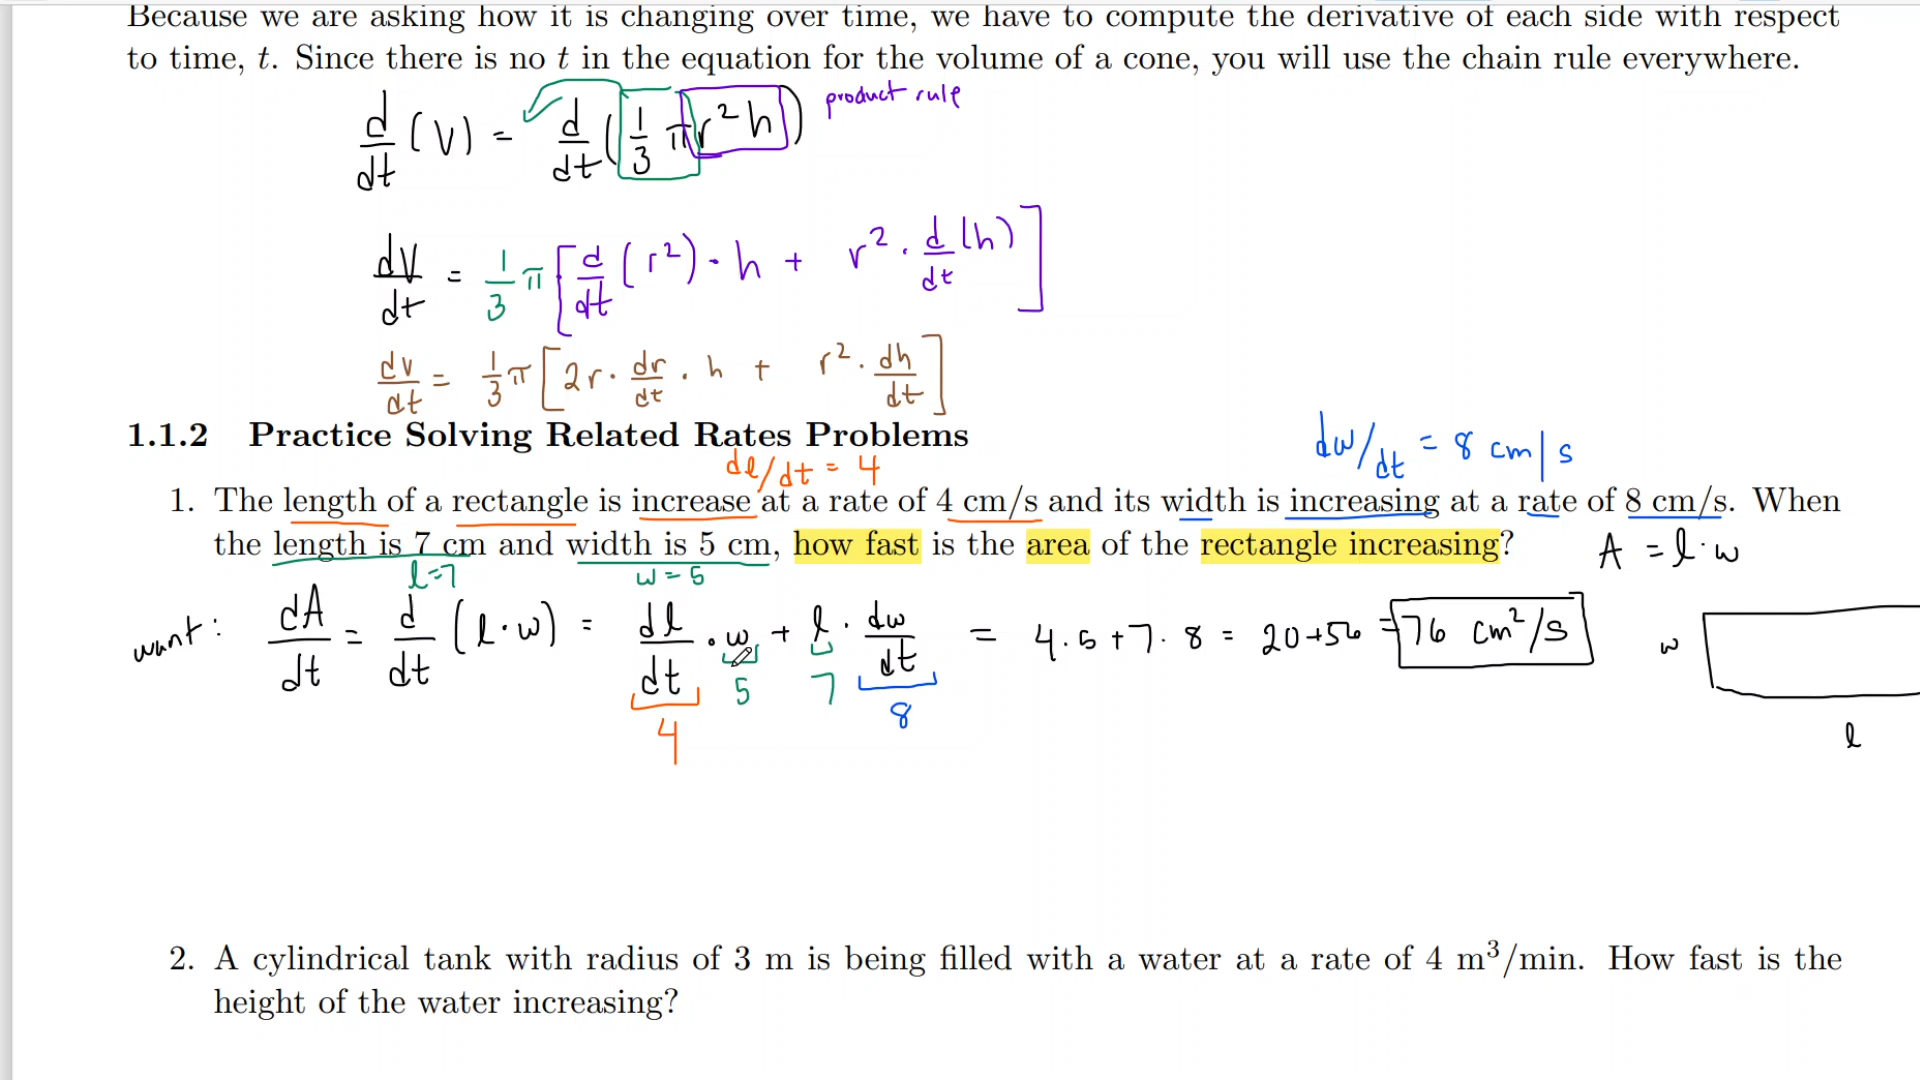 Because we are asking how it is changing over time, we have to compute the derivative of each side with respect
to time, t. Since there is no t in the equation for the volume of a cone, you will use the chain rule everywhere.
d/dt (V) = d/dt (1/3 πr²h) product rule
dV/dt = 1/3 π [d/dt (r²) · h + r² · d/dt (h)]
dv/dt = 1/3 π [2r · dr/dt · h + r² · dh/dt]
1.1.2 Practice Solving Related Rates Problems
dl/dt = 4
dw/dt = 8 cm/s
1. The length of a rectangle is increase at a rate of 4 cm/s and its width is increasing at a rate of 8 cm/s. When
the length is 7 cm and width is 5 cm, how fast is the area of the rectangle increasing? A = l·w
l=7 w=5
want: dA/dt = d/dt (l·w) = dl/dt · w + l · dw/dt = 4·5+7·8 = 20+56 = 76 cm²/s w
4 5 7 8 l
2. A cylindrical tank with radius of 3 m is being filled with a water at a rate of 4 m³/min. How fast is the
height of the water increasing?